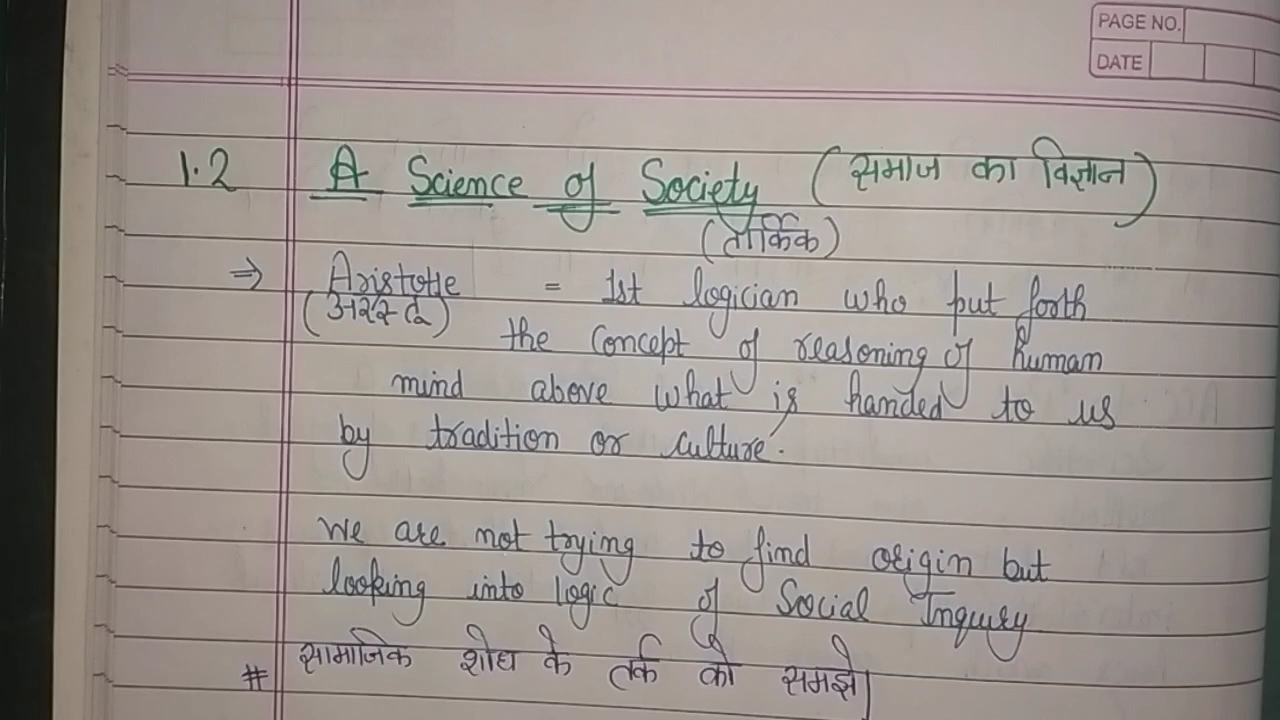 PAGE NO.
DATE
1.2 A Science of Society (समाज का विज्ञान)
(तार्किक)
⇒ Aristotle = 1st logician who put forth
(अरस्तु) the concept of reasoning of human
mind above what is handed to us
by tradition or culture.
We are not trying to find origin but
looking into logic of Social Inquiry
# सामाजिक शोध के तर्क को समझे।